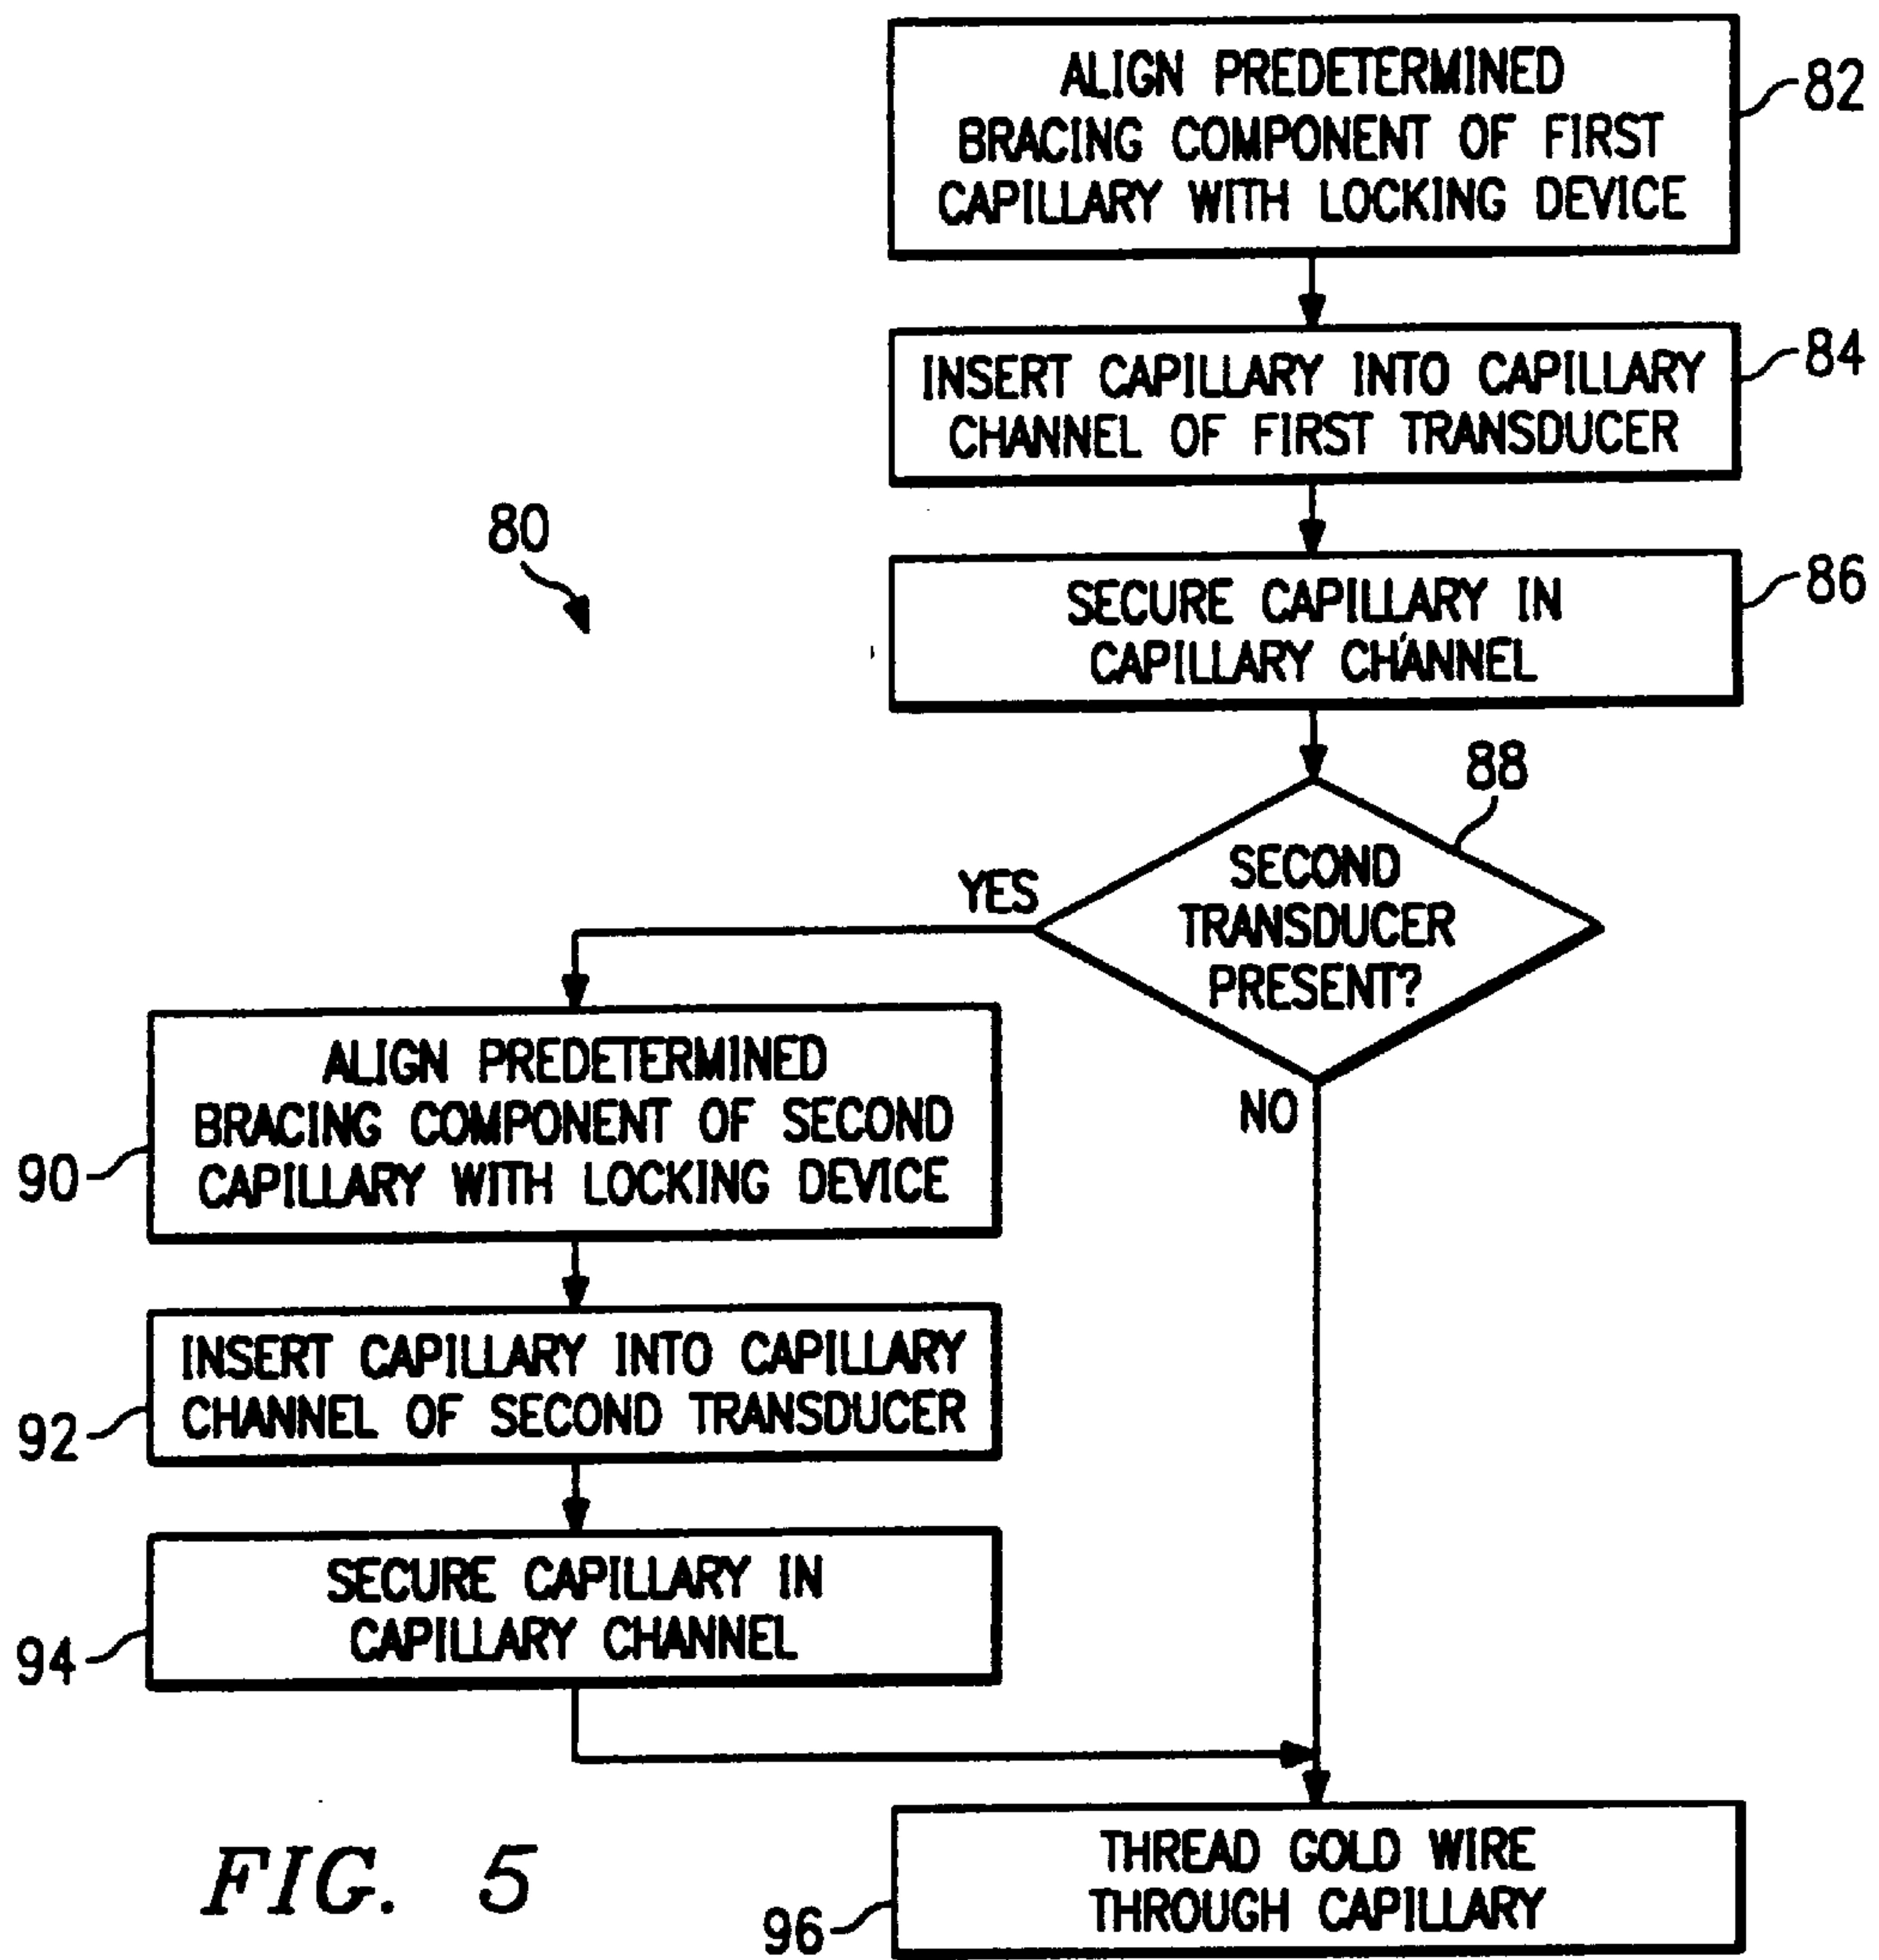 ALIGN PREDETERMINED
BRACING COMPONENT OF FIRST
CAPILLARY WITH LOCKING DEVICE
82
INSERT CAPILLARY INTO CAPILLARY
CHANNEL OF FIRST TRANSDUCER
84
80
SECURE CAPILLARY IN
CAPILLARY CHANNEL
86
88
SECOND
TRANSDUCER
PRESENT?
YES
NO
ALIGN PREDETERMINED
BRACING COMPONENT OF SECOND
CAPILLARY WITH LOCKING DEVICE
90
INSERT CAPILLARY INTO CAPILLARY
CHANNEL OF SECOND TRANSDUCER
92
SECURE CAPILLARY IN
CAPILLARY CHANNEL
94
THREAD GOLD WIRE
THROUGH CAPILLARY
96
FIG. 5